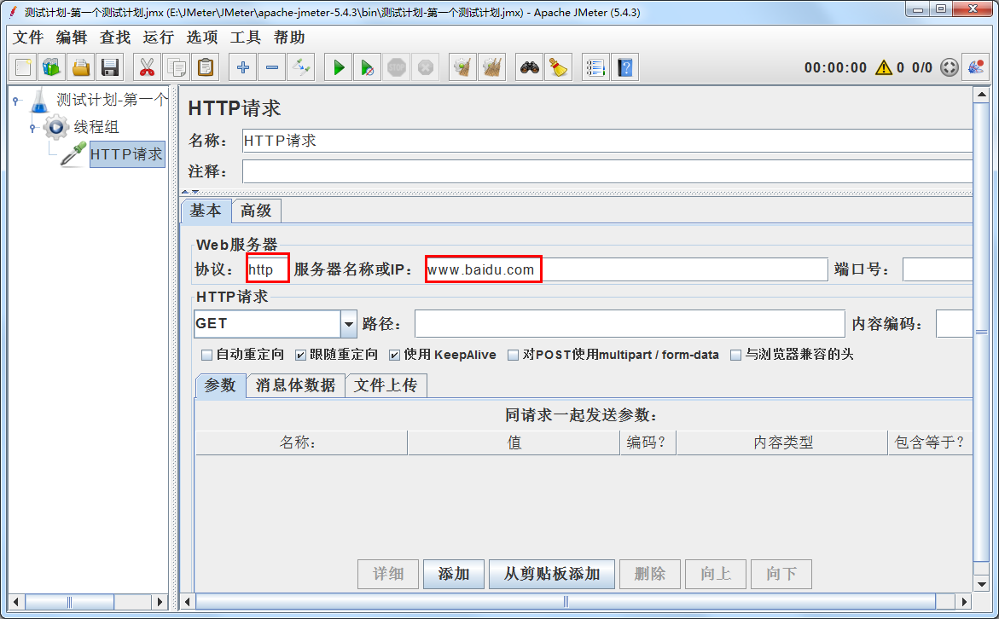 测试计划-第一个测试计划.jmx (E:\JMeter\JMeter\apache-jmeter-5.4.3\bin\测试计划-第一个测试计划.jmx) - Apache JMeter (5.4.3)
文件 编辑 查找 运行 选项 工具 帮助
STOP 00:00:00 0 0/0
测试计划-第一个
线程组
HTTP请求
HTTP请求
名称： HTTP请求
注释：
基本 高级
Web服务器
协议： http 服务器名称或IP： www.baidu.com 端口号：
HTTP请求
GET 路径： 内容编码：
自动重定向 跟随重定向 使用 KeepAlive 对POST使用multipart / form-data 与浏览器兼容的头
参数 消息体数据 文件上传
同请求一起发送参数：
名称： 值 编码？ 内容类型 包含等于？
详细 添加 从剪贴板添加 删除 向上 向下